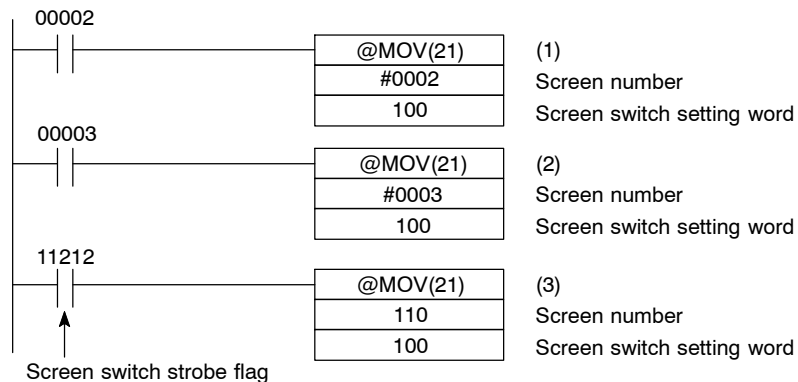 00002
@MOV(21) (1)
#0002 Screen number
100 Screen switch setting word
00003
@MOV(21) (2)
#0003 Screen number
100 Screen switch setting word
11212
@MOV(21) (3)
110 Screen number
100 Screen switch setting word
Screen switch strobe flag